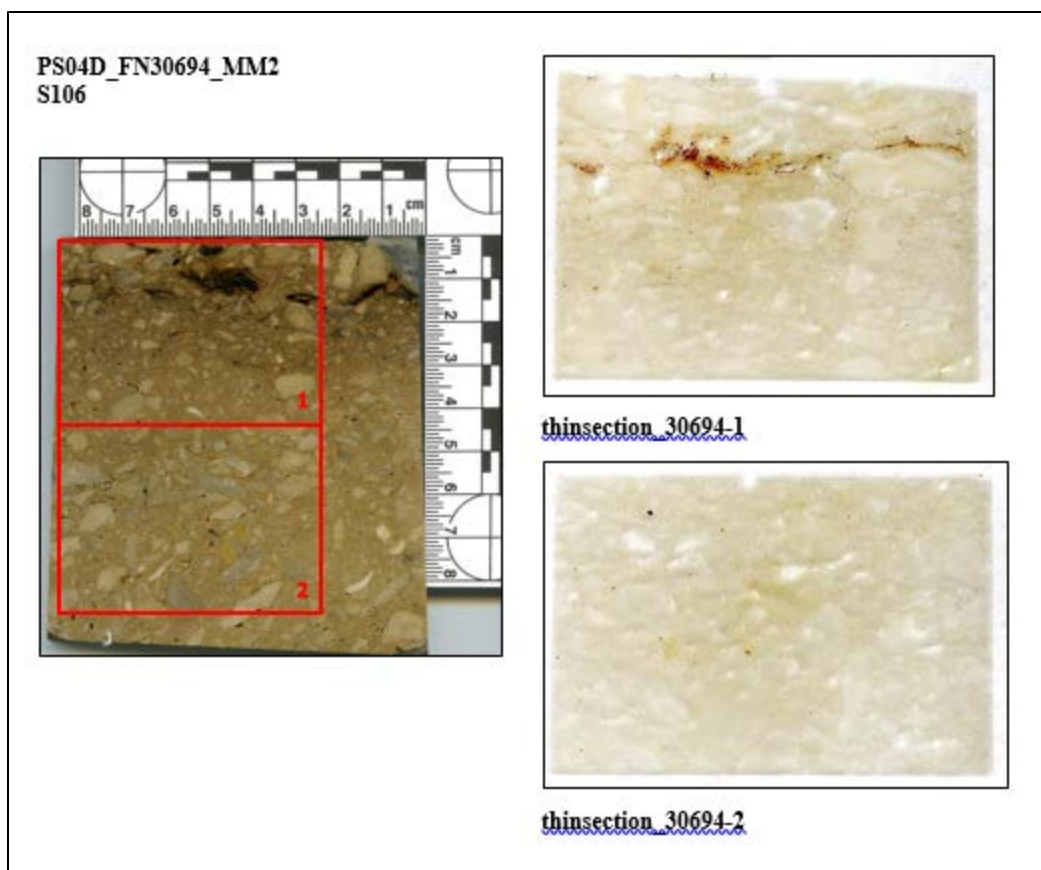 PS04D_FN30694_MM2
S106
8 7 6 5 4 3 2 1 cm
cm
1
2
3
4
5
6
7
8
1
2
thinsection_30694-1
thinsection_30694-2